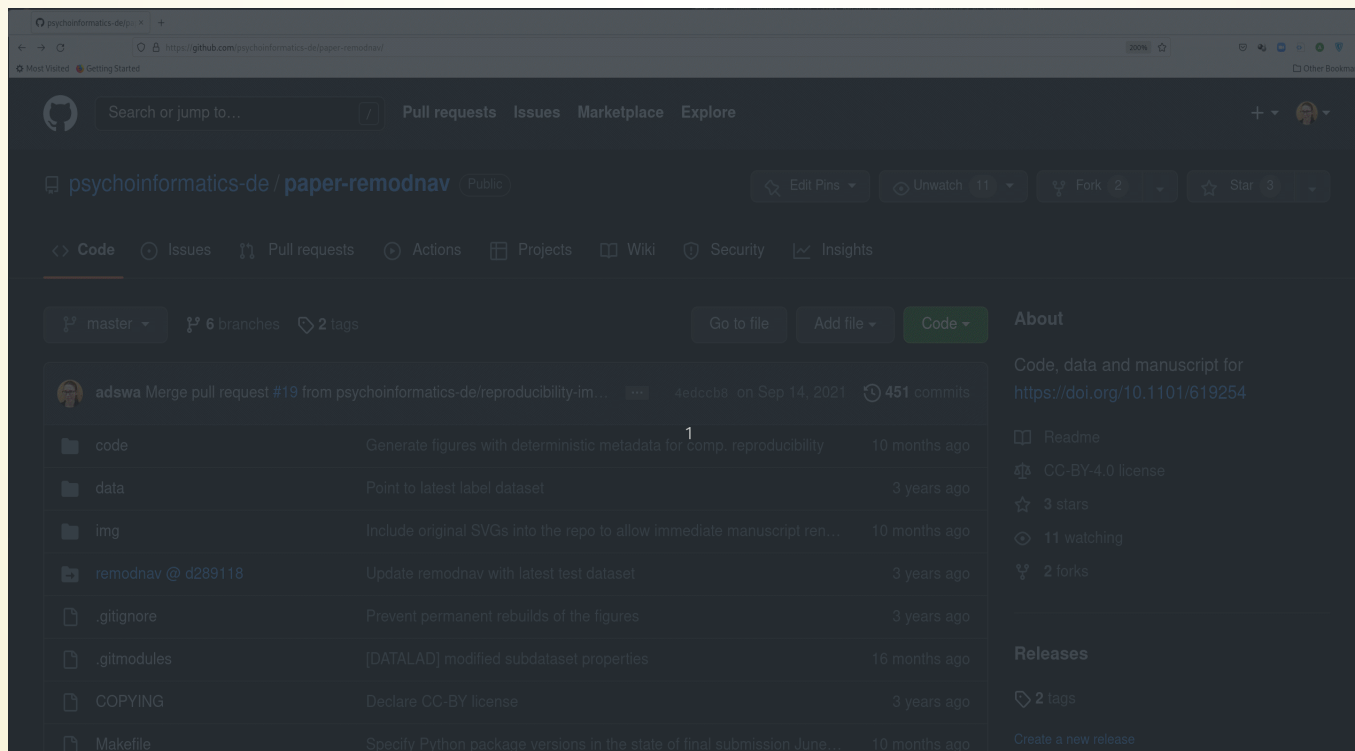 psychoinformatics-de/pa
https://github.com/psychoinformatics-de/paper-remodnav/
200%
Most Visited Getting Started Other Bookma
Search or jump to… / Pull requests Issues Marketplace Explore
psychoinformatics-de / paper-remodnav Public Edit Pins Unwatch 11 Fork 2 Star 3
Code Issues Pull requests Actions Projects Wiki Security Insights
master 6 branches 2 tags Go to file Add file Code
adswa Merge pull request #19 from psychoinformatics-de/reproducibility-im… ... 4edccb8 on Sep 14, 2021 451 commits
1
code Generate figures with deterministic metadata for comp. reproducibility 10 months ago
data Point to latest label dataset 3 years ago
img Include original SVGs into the repo to allow immediate manuscript ren… 10 months ago
remodnav @ d289118 Update remodnav with latest test dataset 3 years ago
.gitignore Prevent permanent rebuilds of the figures 3 years ago
.gitmodules [DATALAD] modified subdataset properties 16 months ago
COPYING Declare CC-BY license 3 years ago
Makefile Specify Python package versions in the state of final submission June… 10 months ago
About
Code, data and manuscript for
https://doi.org/10.1101/619254
Readme
CC-BY-4.0 license
3 stars
11 watching
2 forks
Releases
2 tags
Create a new release